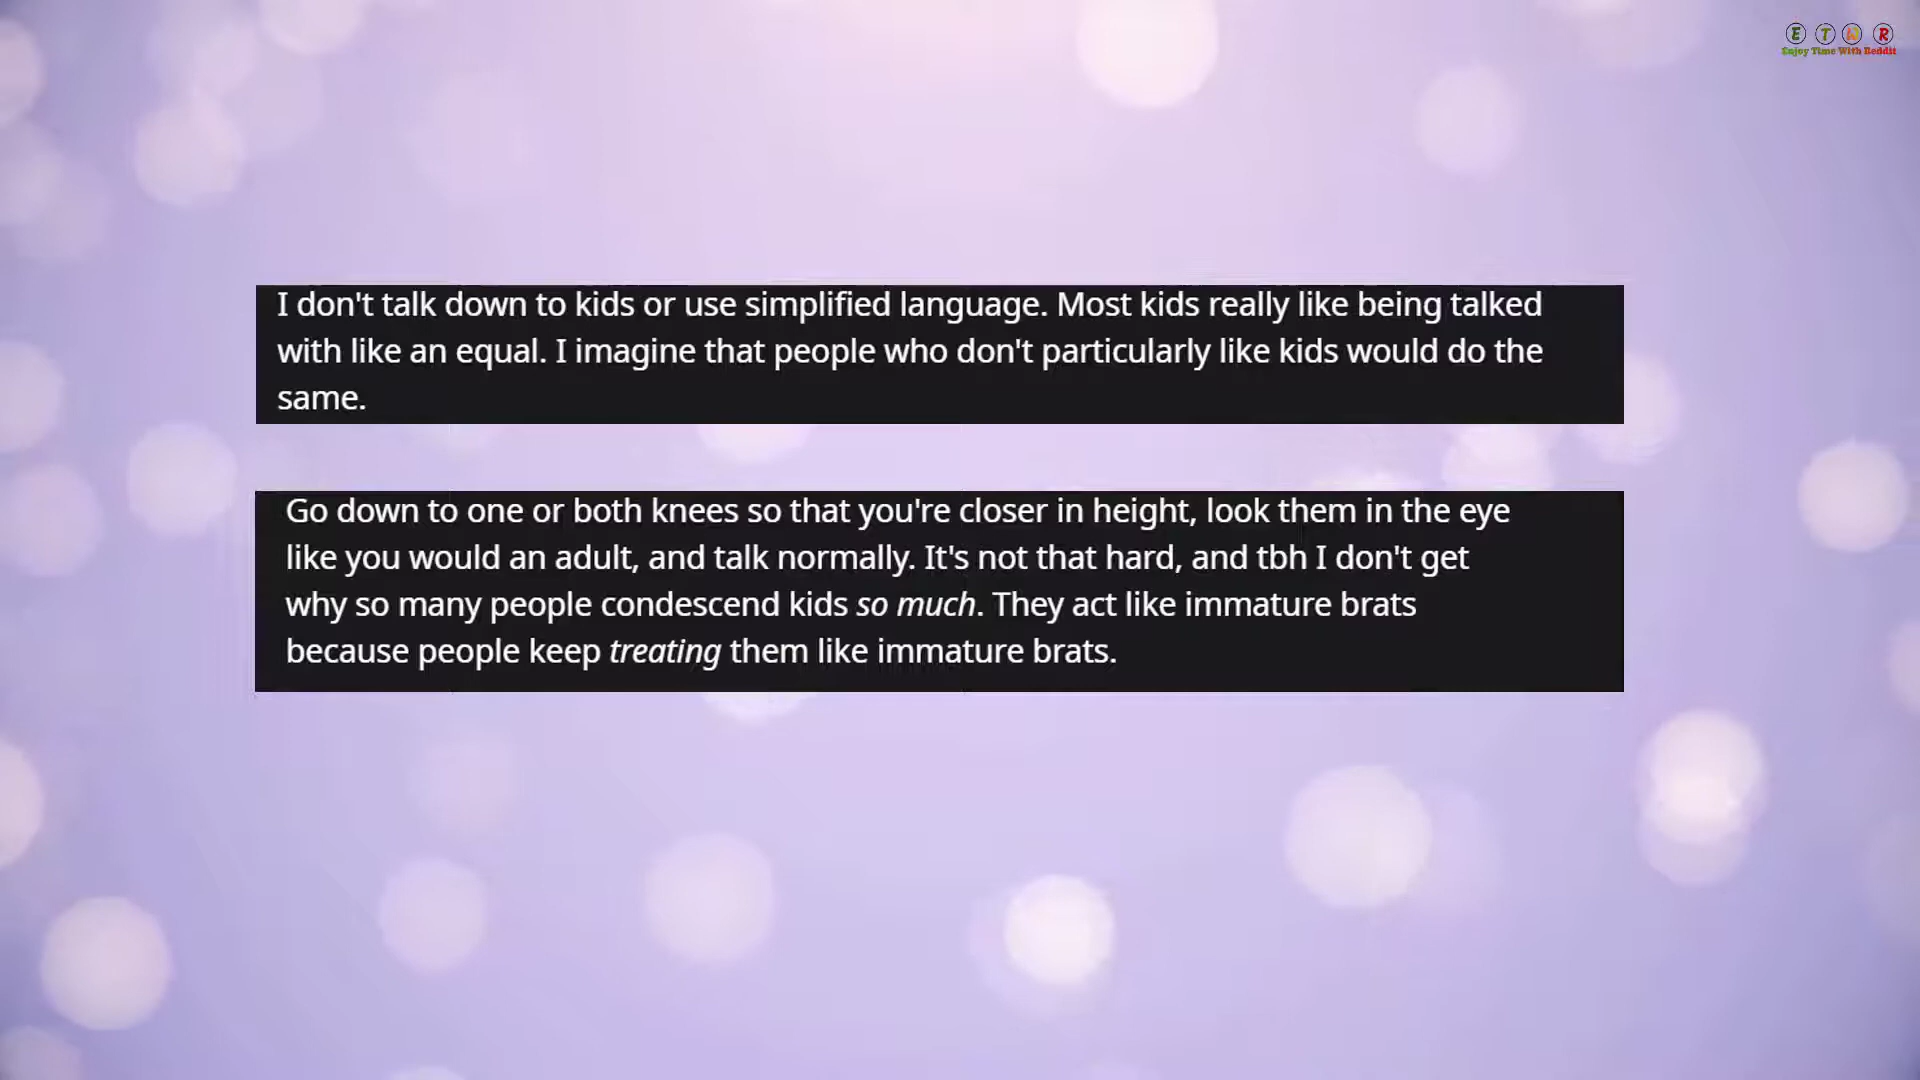 E T W R
Enjoy Time With Reddit
I don't talk down to kids or use simplified language. Most kids really like being talked
with like an equal. I imagine that people who don't particularly like kids would do the
same.
Go down to one or both knees so that you're closer in height, look them in the eye
like you would an adult, and talk normally. It's not that hard, and tbh I don't get
why so many people condescend kids so much. They act like immature brats
because people keep treating them like immature brats.